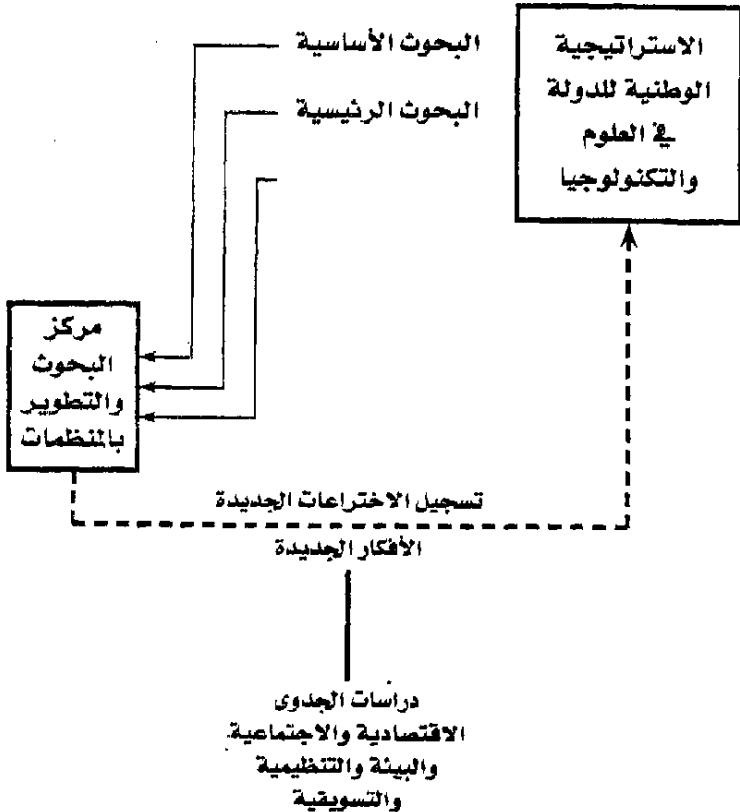 الاستراتيجية
الوطنية للدولة
في العلوم
والتكنولوجيا
البحوث الأساسية
البحوث الرئيسية
مركز
البحوث
والتطوير
بالمنظمات
تسجيل الاختراعات الجديدة
الأفكار الجديدة
دراسات الجدوى
الاقتصادية والاجتماعية
والبيئة والتنظيمية
والتسويقية